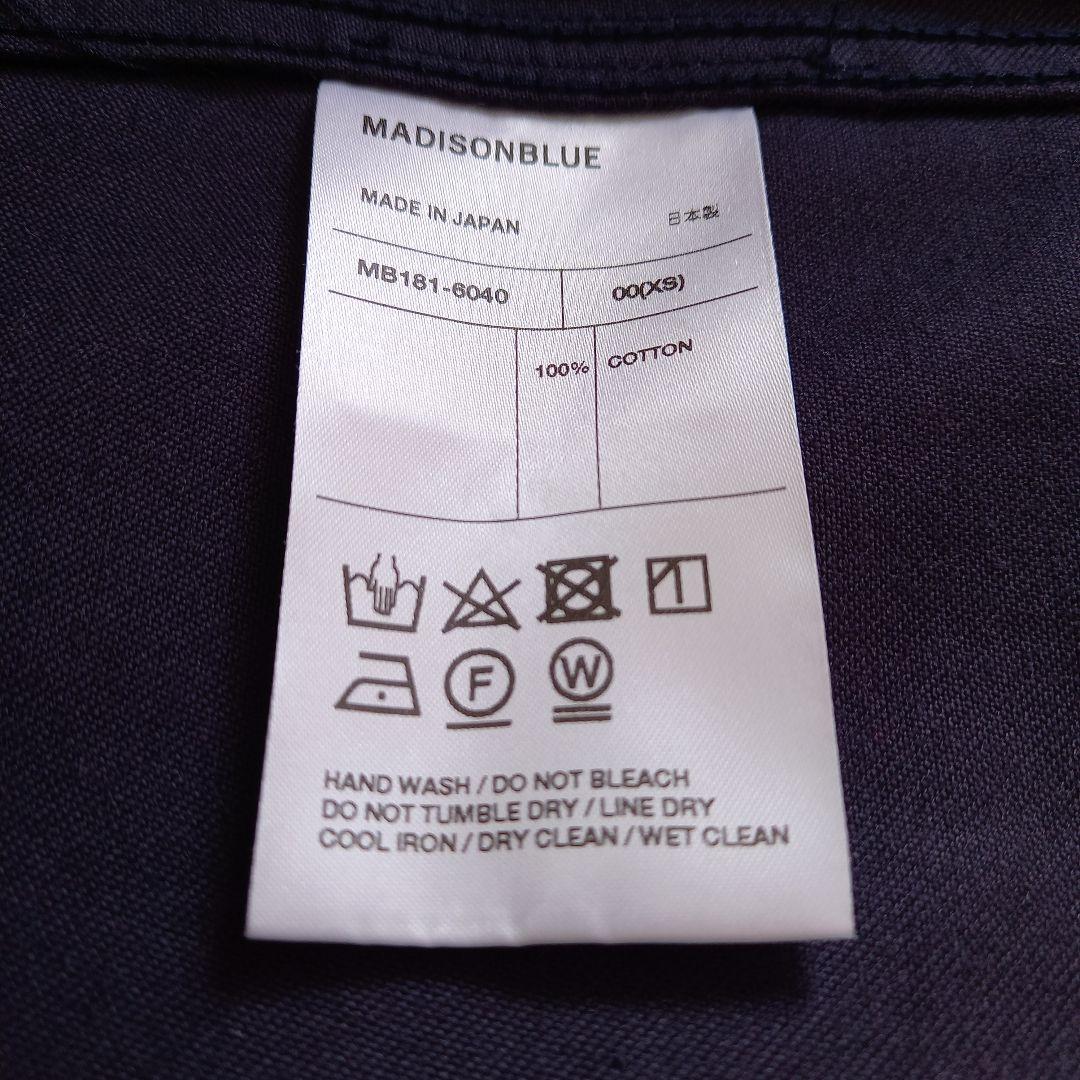 MADISONBLUE
MADE IN JAPAN 日本製
MB181-6040 00(XS)
100% COTTON
F W
HAND WASH / DO NOT BLEACH
DO NOT TUMBLE DRY / LINE DRY
COOL IRON / DRY CLEAN / WET CLEAN